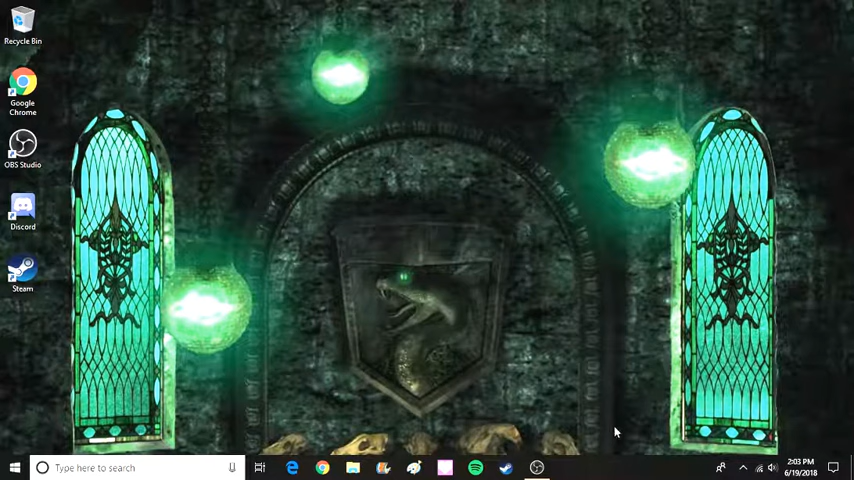 Recycle Bin
Google
Chrome
OBS Studio
Discord
Steam
Type here to search
2:03 PM
6/19/2018